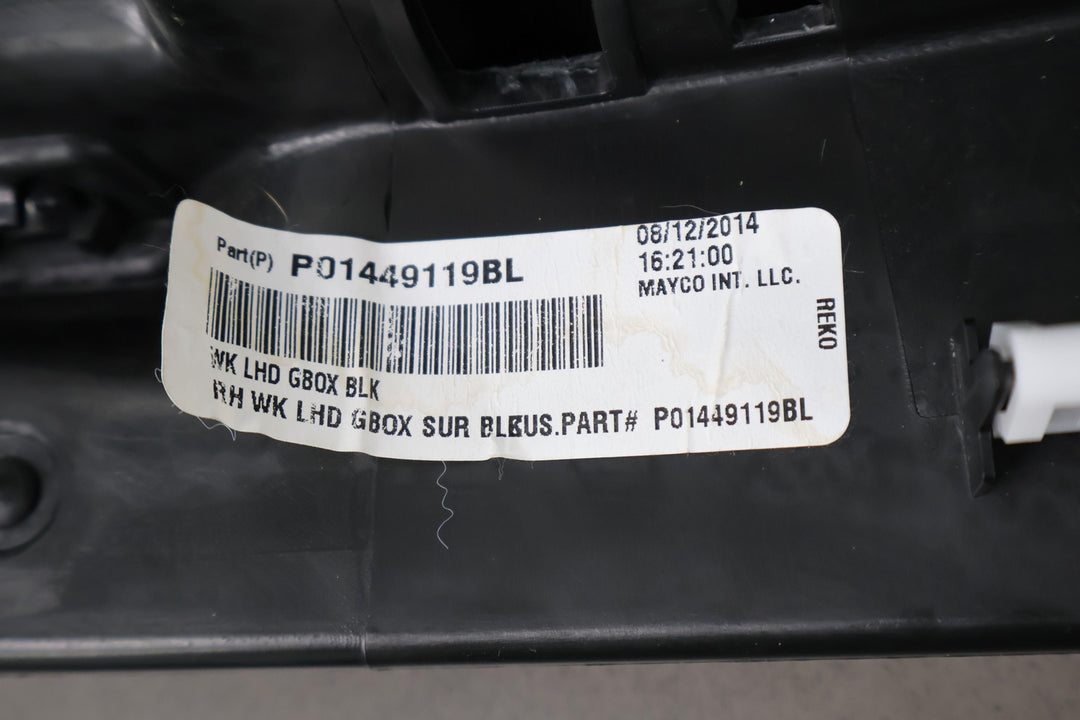 Part(P) P01449119BL
08/12/2014
16:21:00
MAYCO INT. LLC.
REKO
WK LHD GBOX BLK
RH WK LHD GBOX SUR BLKUS.PART# P01449119BL